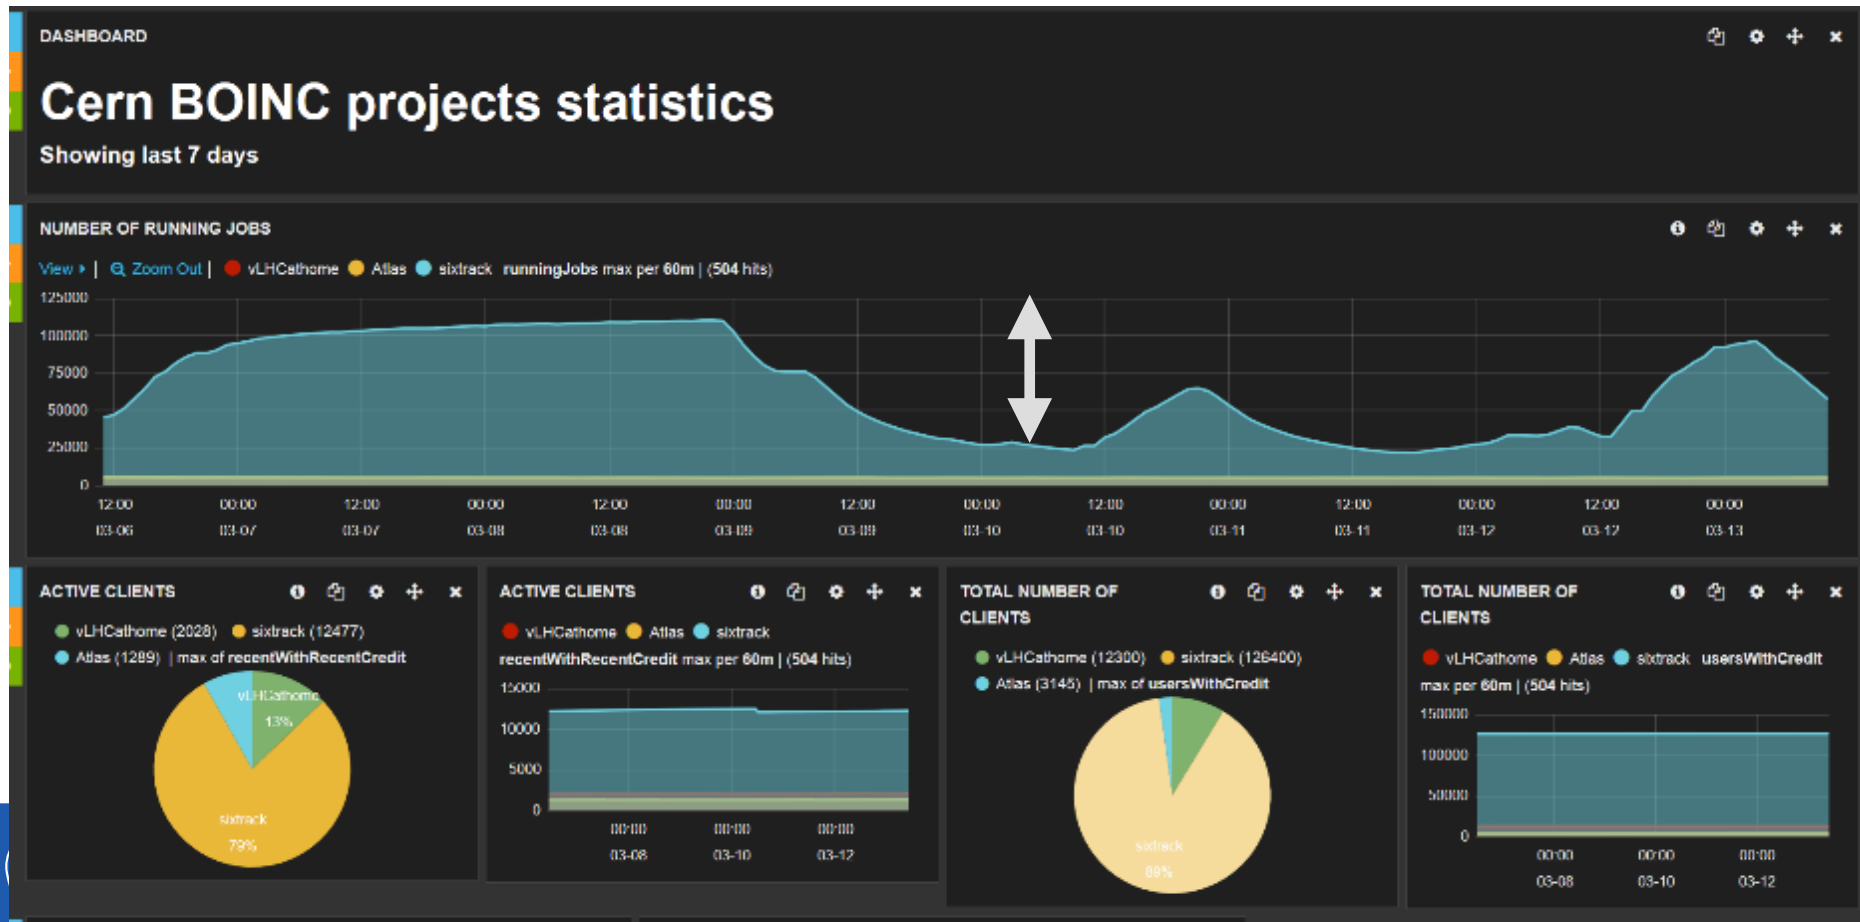 DASHBOARD
Cern BOINC projects statistics
Showing last 7 days
NUMBER OF RUNNING JOBS
View | Zoom Out | vLHCathome Atlas sixtrack runningJobs max per 60m | (504 hits)
125000
100000
75000
50000
25000
0
12:00 00:00 12:00 00:00 12:00 00:00 12:00 00:00 12:00 00:00 12:00 00:00 12:00 00:00
03-06 03-07 03-07 03-08 03-08 03-09 03-09 03-10 03-10 03-11 03-11 03-12 03-12 03-13
ACTIVE CLIENTS
vLHCathome (2028) sixtrack (12477)
Atlas (1289) | max of recentWithRecentCredit
vLHCathome
13%
sixtrack
79%
ACTIVE CLIENTS
vLHCathome Atlas sixtrack
recentWithRecentCredit max per 60m | (504 hits)
15000
10000
5000
0
00:00 00:00 00:00
03-08 03-10 03-12
TOTAL NUMBER OF
CLIENTS
vLHCathome (12300) sixtrack (126400)
Atlas (3145) | max of usersWithCredit
sixtrack
89%
TOTAL NUMBER OF
CLIENTS
vLHCathome Atlas sixtrack usersWithCredit
max per 60m | (504 hits)
150000
100000
50000
0
00:00 00:00 00:00
03-08 03-10 03-12